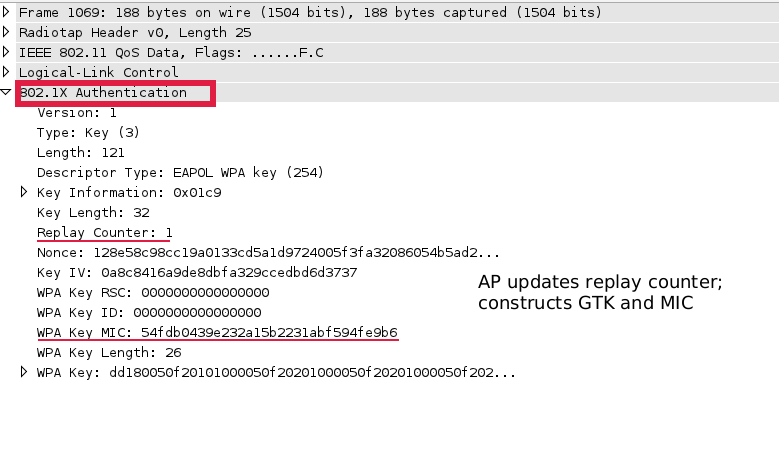 Frame 1069: 188 bytes on wire (1504 bits), 188 bytes captured (1504 bits)
Radiotap Header v0, Length 25
IEEE 802.11 QoS Data, Flags: ......F.C
Logical-Link Control
802.1X Authentication
Version: 1
Type: Key (3)
Length: 121
Descriptor Type: EAPOL WPA key (254)
Key Information: 0x01c9
Key Length: 32
Replay Counter: 1
Nonce: 128e58c98cc19a0133cd5a1d9724005f3fa32086054b5ad2...
Key IV: 0a8c8416a9de8dbfa329ccedbd6d3737
WPA Key RSC: 0000000000000000
WPA Key ID: 0000000000000000
WPA Key MIC: 54fdb0439e232a15b2231abf594fe9b6
WPA Key Length: 26
WPA Key: dd180050f20101000050f20201000050f20201000050f202...
AP updates replay counter;
constructs GTK and MIC